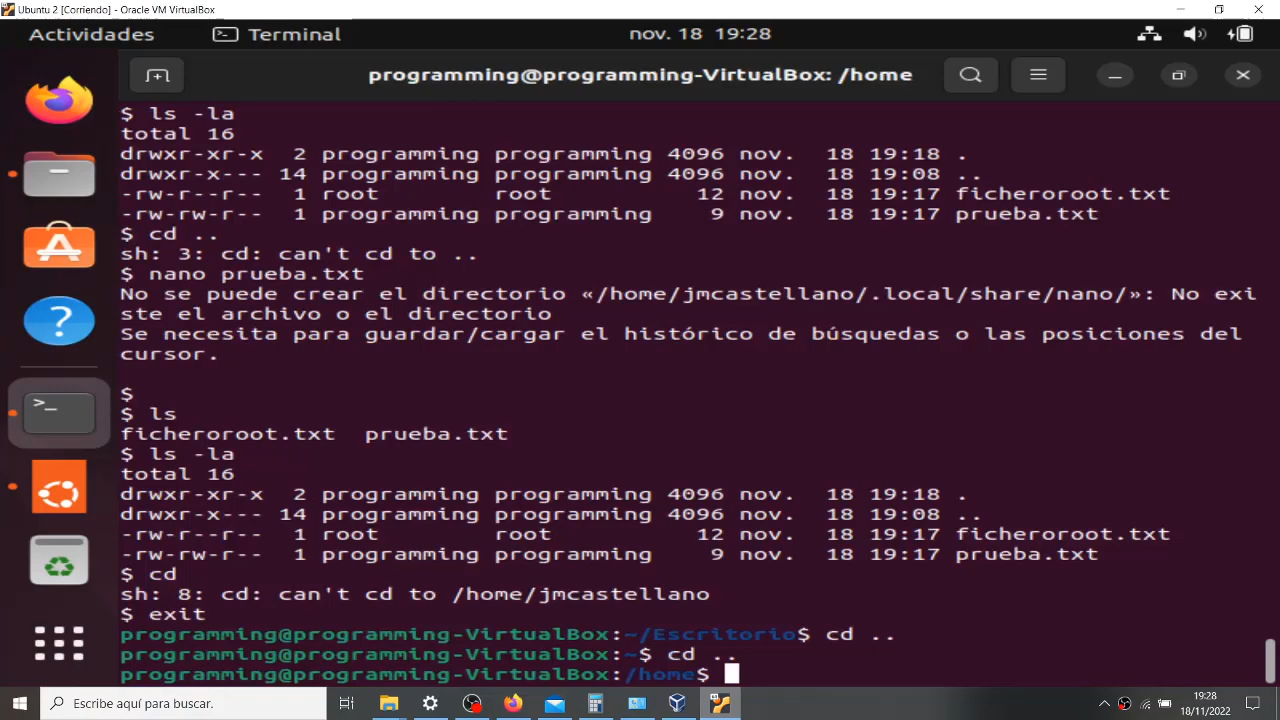 Ubuntu 2 [Corriendo] - Oracle VM VirtualBox
Actividades Terminal nov. 18 19:28
programming@programming-VirtualBox: /home
$ ls -la
total 16
drwxr-xr-x 2 programming programming 4096 nov. 18 19:18 .
drwxr-x--- 14 programming programming 4096 nov. 18 19:08 ..
-rw-r--r-- 1 root root 12 nov. 18 19:17 ficheroroot.txt
-rw-rw-r-- 1 programming programming 9 nov. 18 19:17 prueba.txt
$ cd ..
sh: 3: cd: can't cd to ..
$ nano prueba.txt
No se puede crear el directorio «/home/jmcastellano/.local/share/nano/»: No exi
ste el archivo o el directorio
Se necesita para guardar/cargar el histórico de búsquedas o las posiciones del
cursor.
$
$ ls
ficheroroot.txt prueba.txt
$ ls -la
total 16
drwxr-xr-x 2 programming programming 4096 nov. 18 19:18 .
drwxr-x--- 14 programming programming 4096 nov. 18 19:08 ..
-rw-r--r-- 1 root root 12 nov. 18 19:17 ficheroroot.txt
-rw-rw-r-- 1 programming programming 9 nov. 18 19:17 prueba.txt
$ cd
sh: 8: cd: can't cd to /home/jmcastellano
$ exit
programming@programming-VirtualBox:~/Escritorio$ cd ..
programming@programming-VirtualBox:~$ cd ..
programming@programming-VirtualBox:/home$
Escribe aquí para buscar.
19:28
18/11/2022